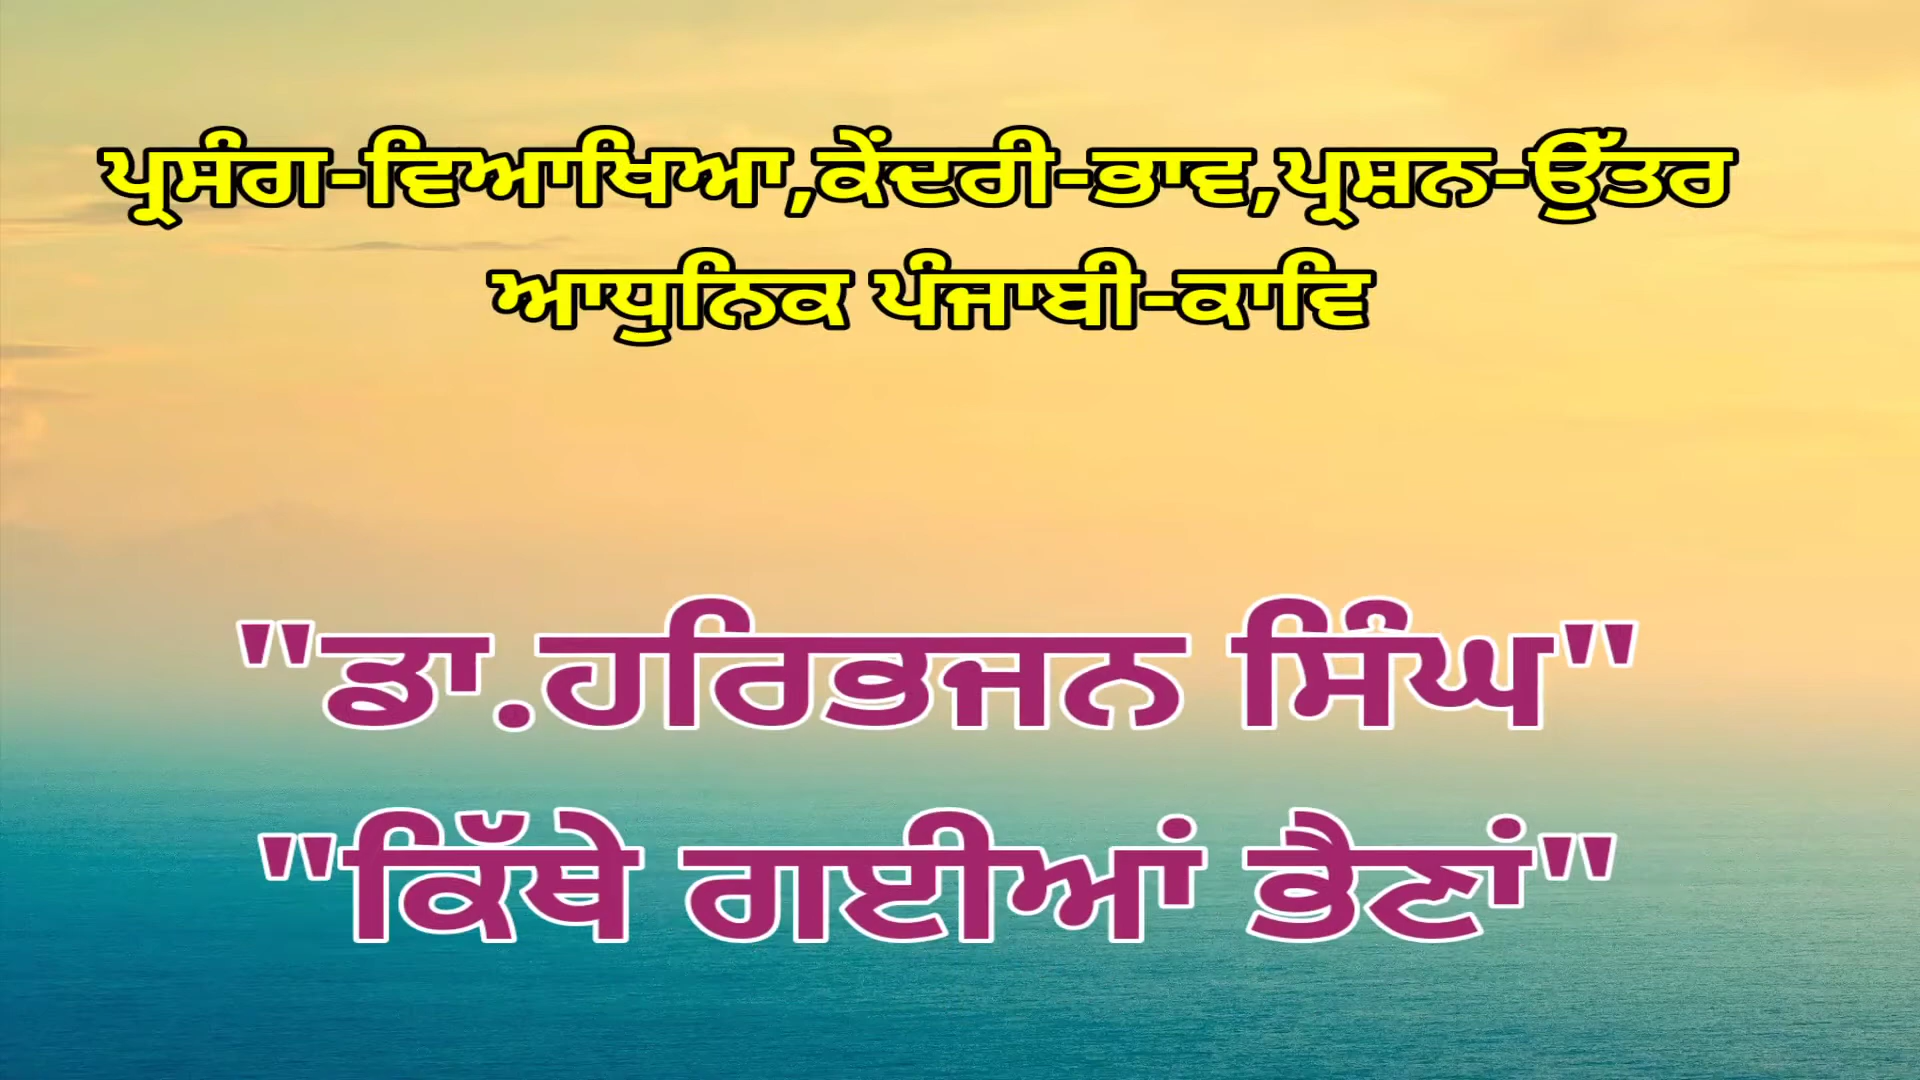 ਪ੍ਰਸੰਗ-ਵਿਆਖਿਆ,ਕੇਂਦਰੀ-ਭਾਵ,ਪ੍ਰਸ਼ਨ-ਉੱਤਰ
ਆਧੁਨਿਕ ਪੰਜਾਬੀ-ਕਾਵਿ
"ਡਾ.ਹਰਿਭਜਨ ਸਿੰਘ"
"ਕਿੱਥੇ ਗਈਆਂ ਭੈਣਾਂ"